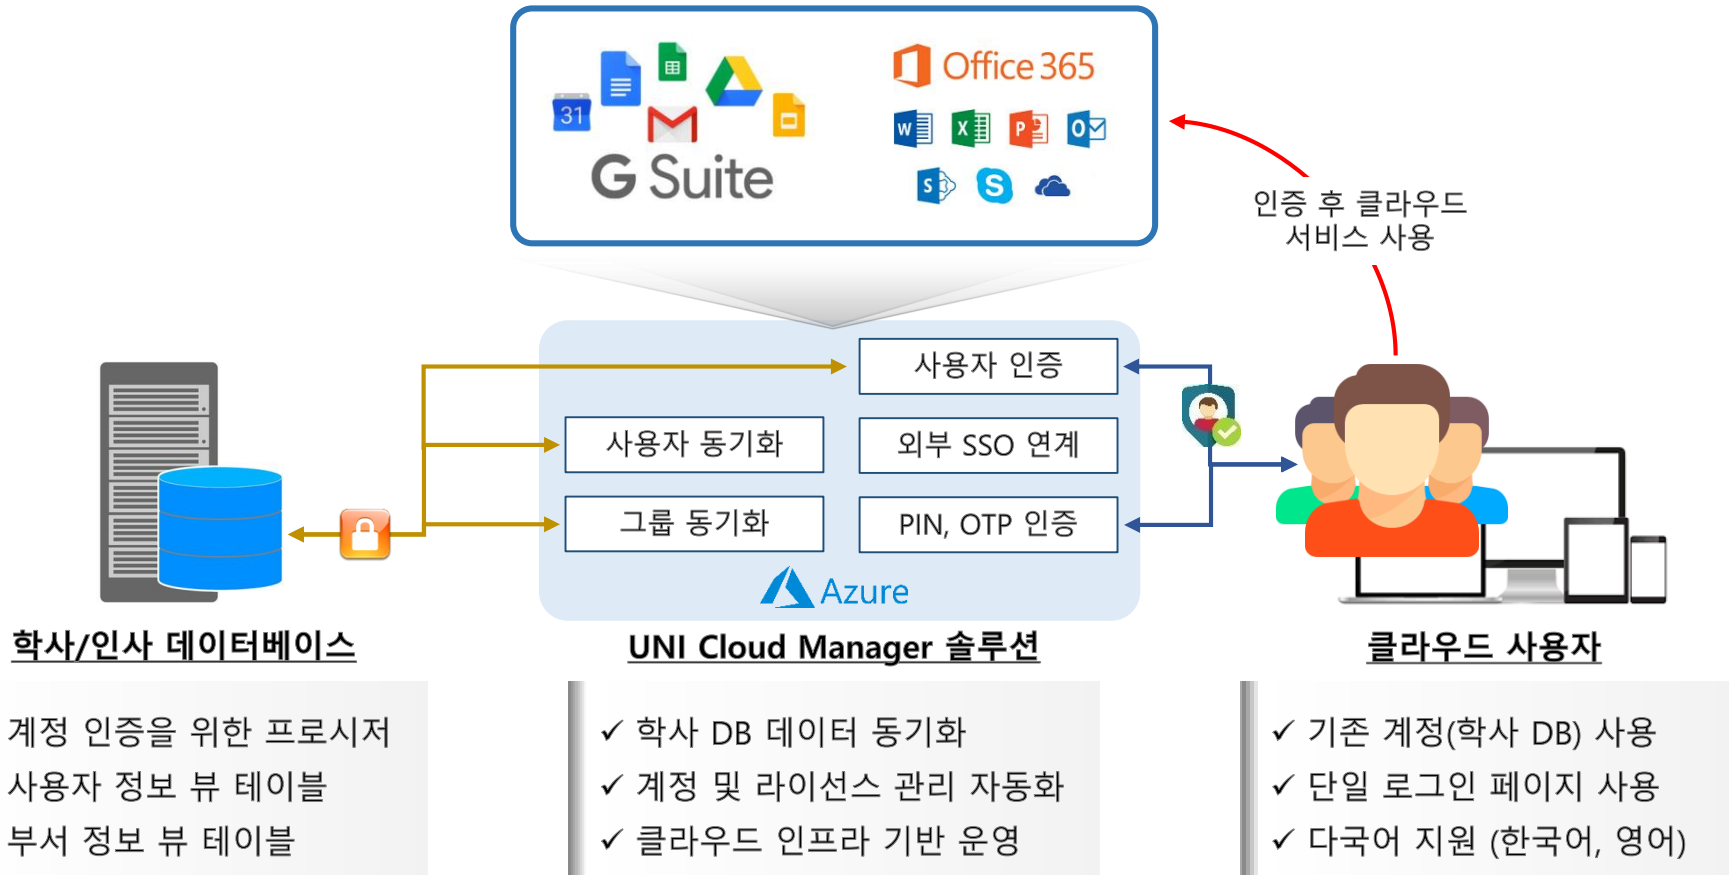 31
G Suite
Office 365
W
X
P
O
S
S
인증 후 클라우드
서비스 사용
사용자 인증
사용자 동기화
외부 SSO 연계
그룹 동기화
PIN, OTP 인증
Azure
학사/인사 데이터베이스
계정 인증을 위한 프로시저
사용자 정보 뷰 테이블
부서 정보 뷰 테이블
UNI Cloud Manager 솔루션
✓ 학사 DB 데이터 동기화
✓ 계정 및 라이선스 관리 자동화
✓ 클라우드 인프라 기반 운영
클라우드 사용자
✓ 기존 계정(학사 DB) 사용
✓ 단일 로그인 페이지 사용
✓ 다국어 지원 (한국어, 영어)